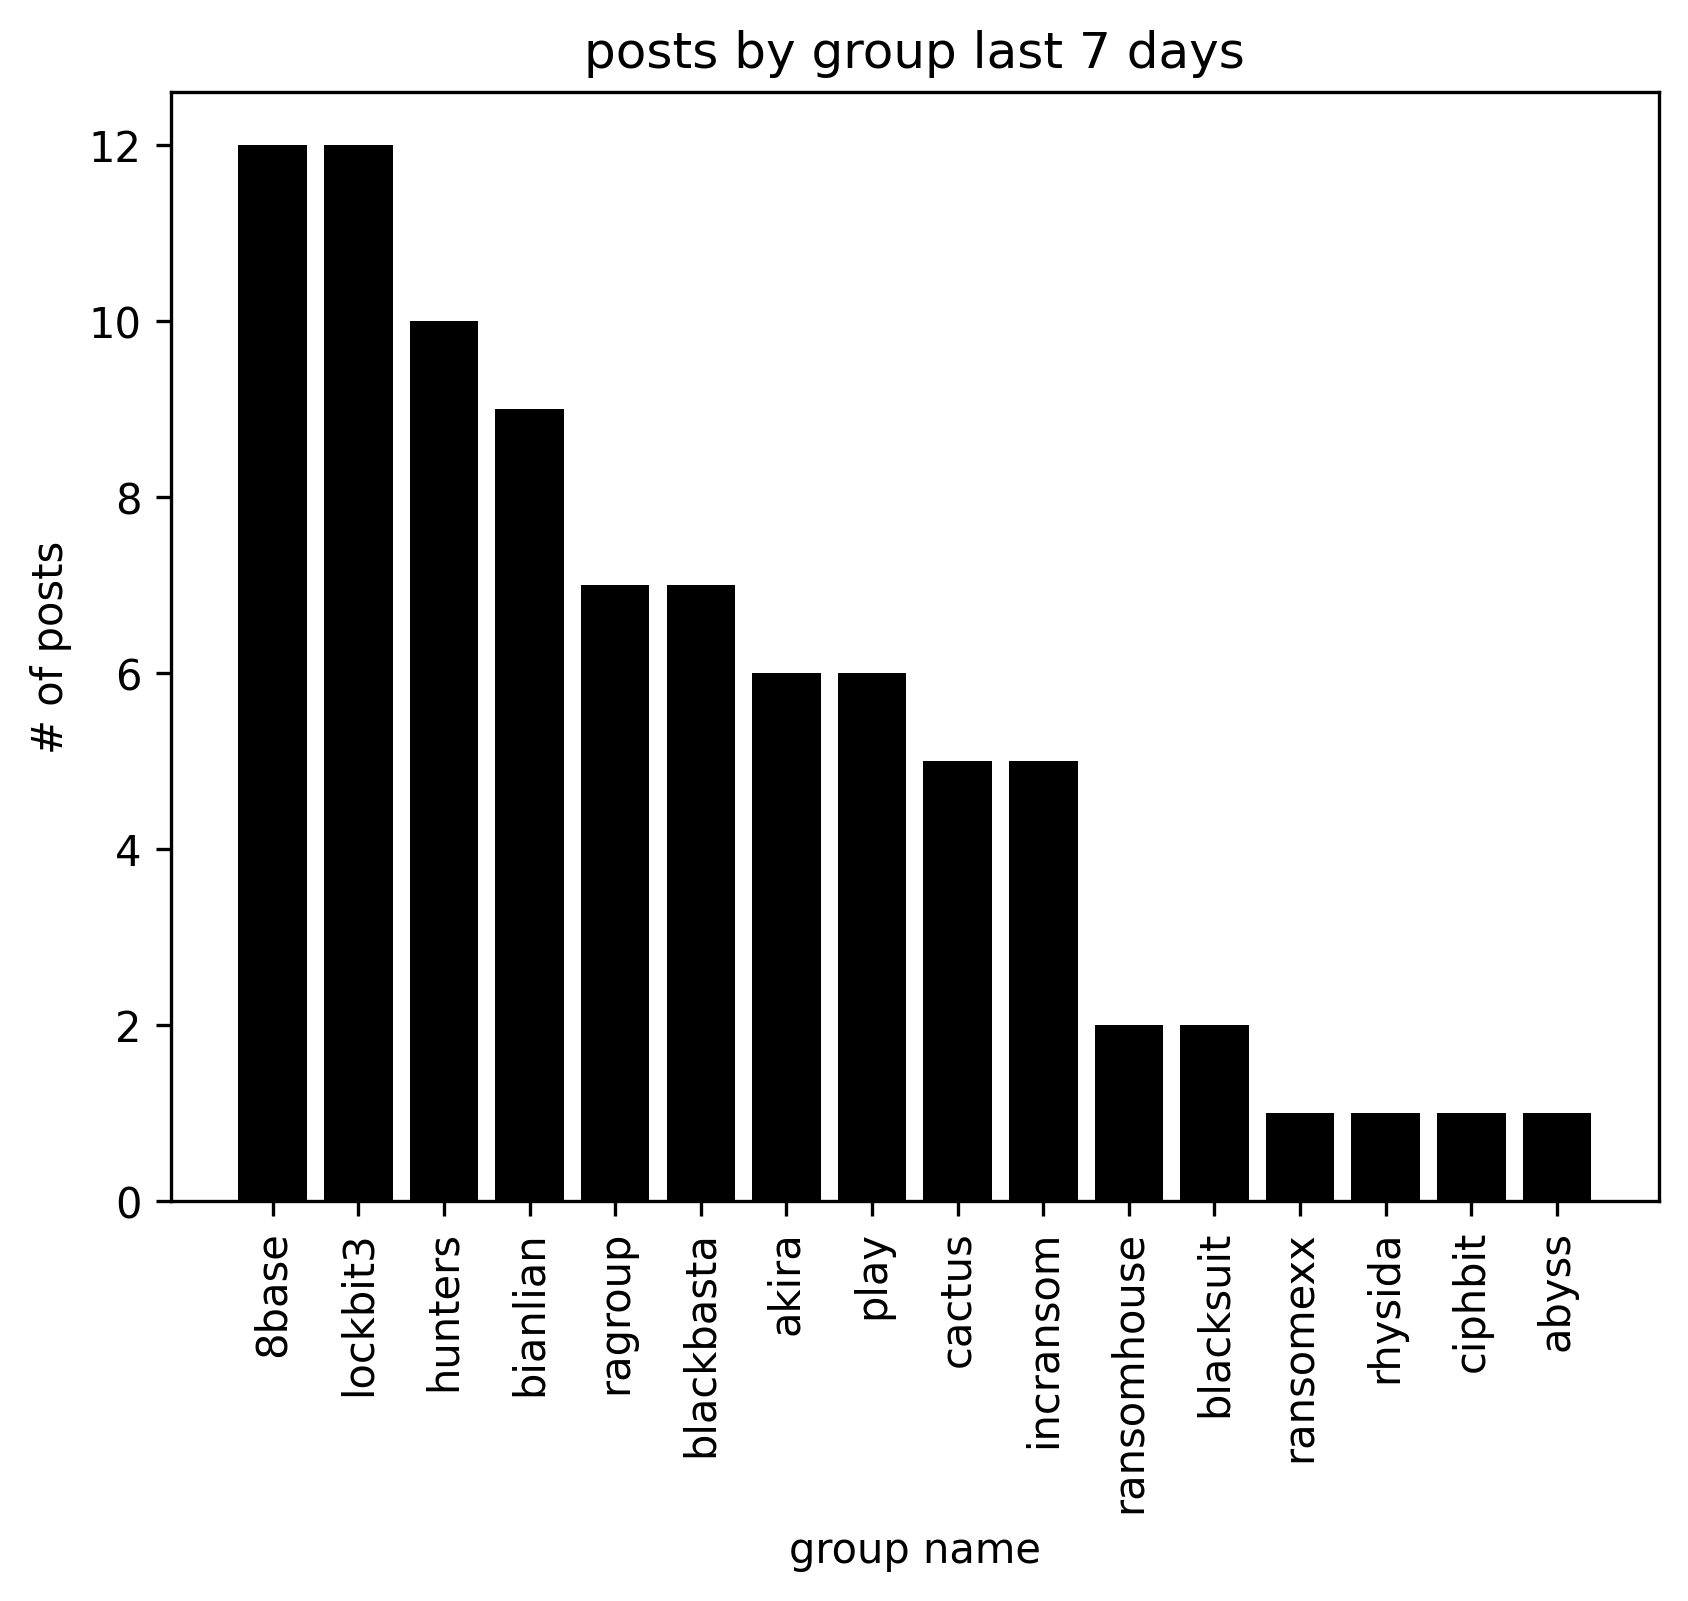 posts by group last 7 days
12
10
8
6
4
2
0
# of posts
8base
lockbit3
hunters
bianlian
ragroup
blackbasta
akira
play
cactus
incransom
ransomhouse
blacksuit
ransomexx
rhysida
ciphbit
abyss
group name